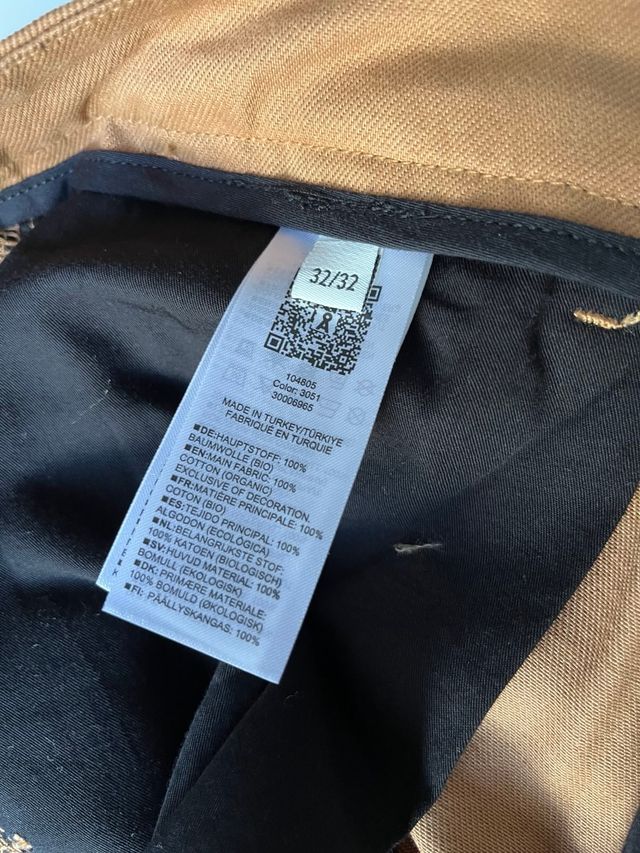 32/32
104805
Color: 3051
30006965
MADE IN TURKEY/TÜRKIYE
FABRIQUÉ EN TURQUIE
■DE:HAUPTSTOFF: 100%
BAUMWOLLE (BIO)
■EN:MAIN FABRIC: 100%
COTTON (ORGANIC)
EXCLUSIVE OF DECORATION.
■FR:MATIÈRE PRINCIPALE: 100%
COTON (BIO)
■ES:TEJIDO PRINCIPAL: 100%
ALGODON (ECOLÓGICA)
■NL:BELANGRIJKSTE STOF:
100% KATOEN (BIOLOGISCH)
■SV:HUVUD MATERIAL: 100%
BOMULL (EKOLOGISK)
■DK:PRIMÆRE MATERIALE:
100% BOMULD (ØKOLOGISK)
■FI: PÄÄLLYSKANGAS: 100%